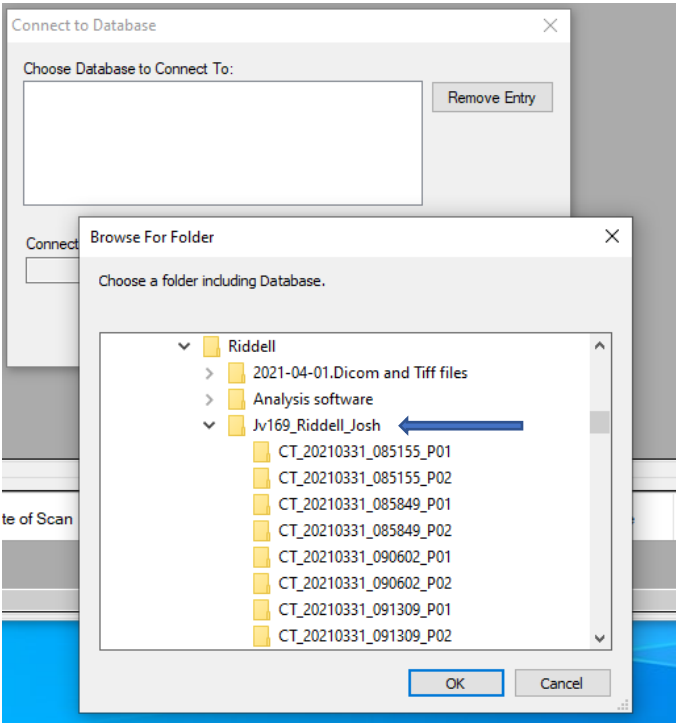 Connect to Database
Choose Database to Connect To:
Remove Entry
Connect
Browse For Folder
Choose a folder including Database.
Riddell
2021-04-01.Dicom and Tiff files
Analysis software
Jv169_Riddell_Josh
CT_20210331_085155_P01
CT_20210331_085155_P02
CT_20210331_085849_P01
CT_20210331_085849_P02
te of Scan
CT_20210331_090602_P01
CT_20210331_090602_P02
CT_20210331_091309_P01
CT_20210331_091309_P02
OK Cancel